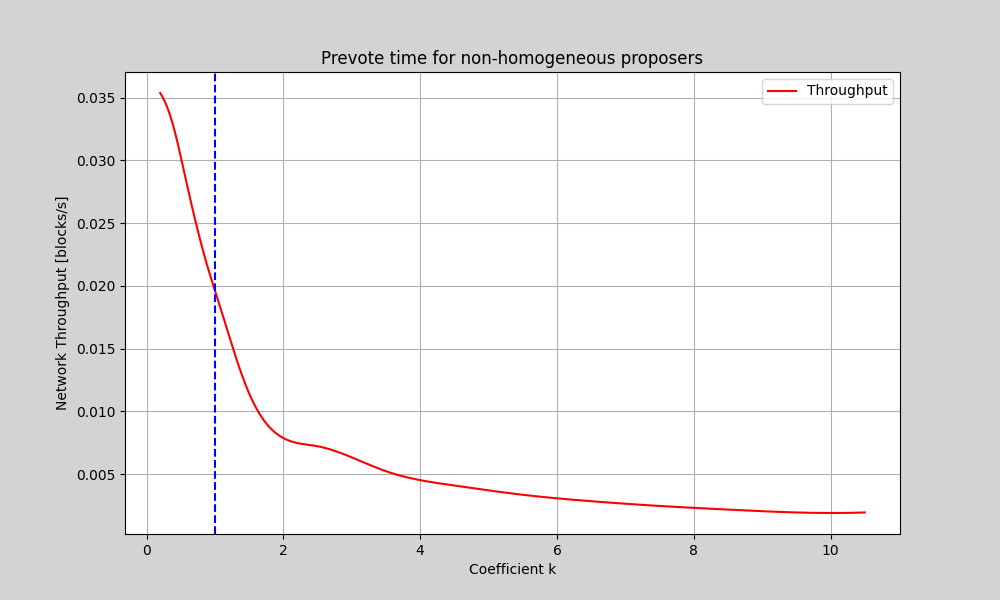 Prevote time for non-homogeneous proposers
Throughput
Network Throughput [blocks/s]
0.035
0.030
0.025
0.020
0.015
0.010
0.005
0 2 4 6 8 10
Coefficient k